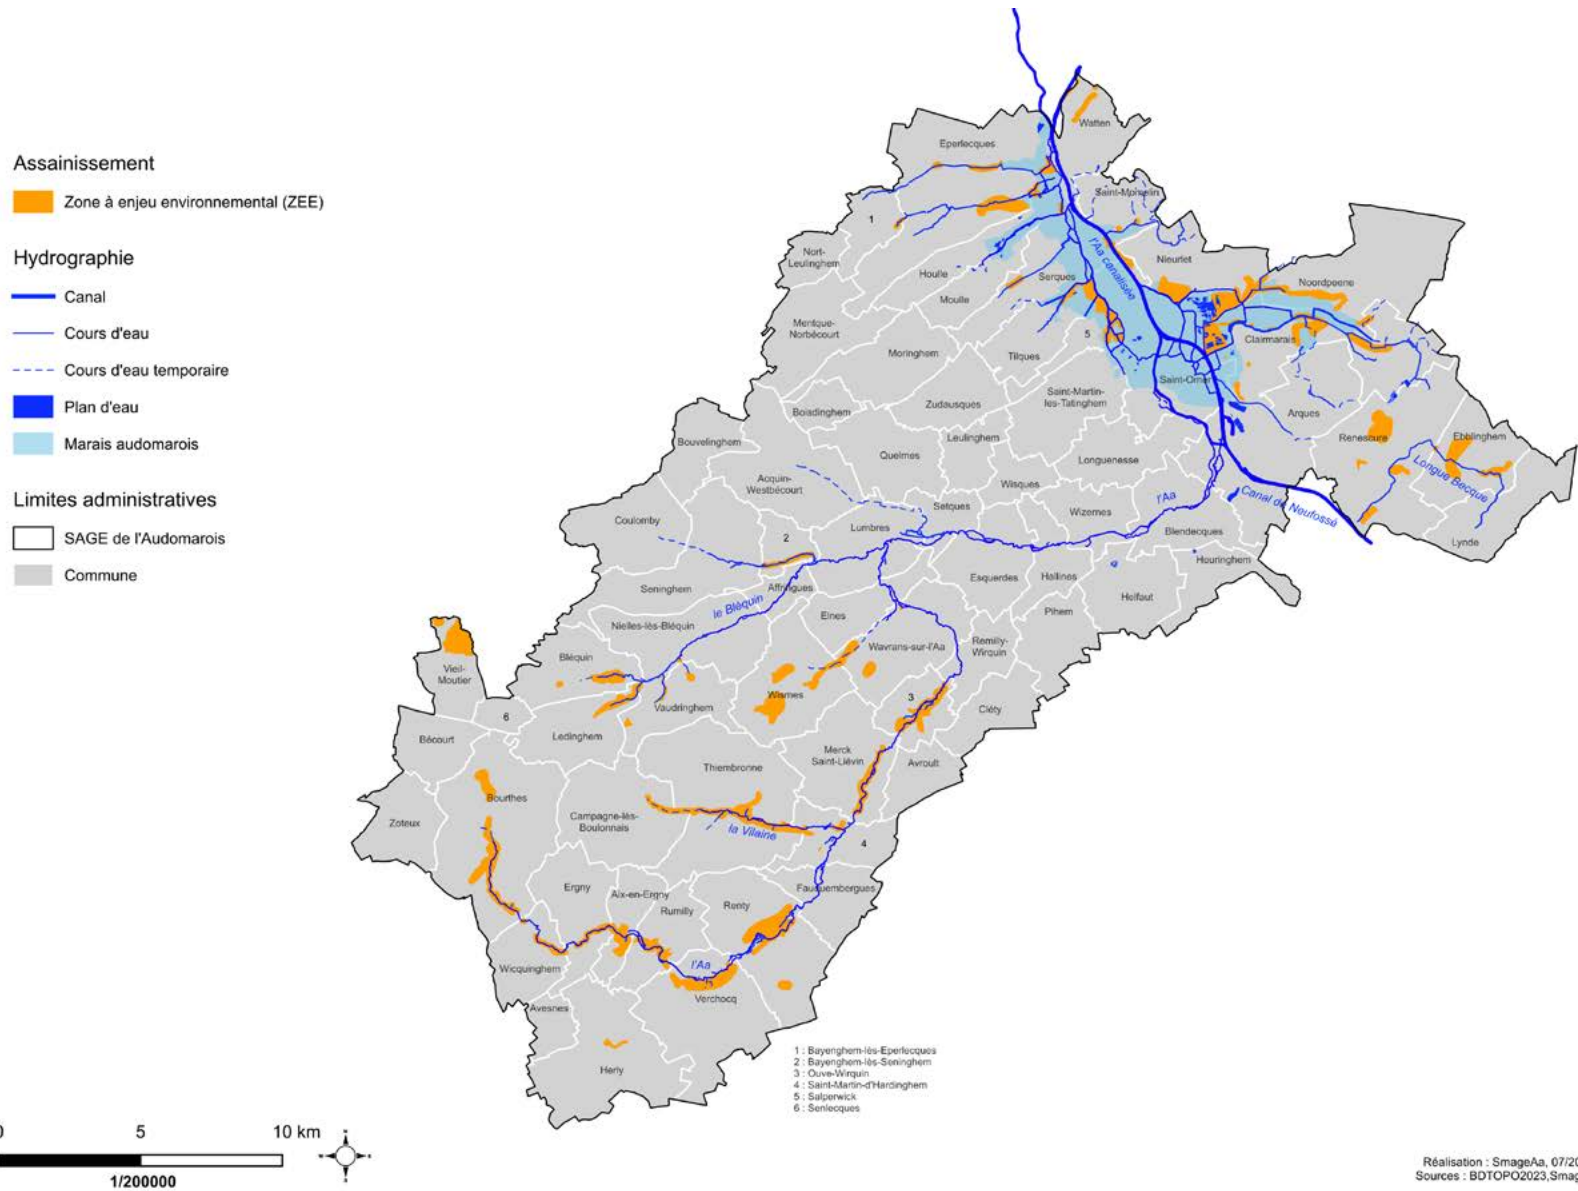 Assainissement
Zone à enjeu environnemental (ZEE)
Hydrographie
Canal
Cours d'eau
Cours d'eau temporaire
Plan d'eau
Marais audomarois
Limites administratives
SAGE de l'Audomarois
Commune
Watten
Eperlecques
Saint-Momelin
1
Nort-
Leulinghem
Nieurlet
l'Aa canalisée
Houlle
Serques
Noordpeene
Moulle
Mentque-
Norbécourt
5
Clairmarais
Moringhem
Tilques
Saint-Omer
Saint-Martin-
les-Tatinghem
Boisdinghem
Zudausques
Arques
Bouvelinghem
Leulinghem
Renescure
Ebblinghem
Quelmes
Longuenesse
Longue Becque
Acquin-
Westbécourt
Wisques
l'Aa
Canal de Neufossé
Setques
Wizernes
Coulomby
Lumbres
Blendecques
2
Lynde
Heuringhem
Esquerdes
Hallines
Seninghem
Affringues
Helfaut
le Bléquin
Elnes
Pihem
Nielles-lès-Bléquin
Remilly-
Wirquin
Wavrans-sur-l'Aa
Bléquin
Vieil-
Moutier
Wismes
3
Vaudringhem
Cléty
6
Ledinghem
Bécourt
Merck
Saint-Liévin
Avroult
Thiembronne
Bourthes
Campagne-lès-
Boulonnais
Zoteux
la Vilaine
4
Ergny
Aix-en-Ergny
Fauquembergues
Rumilly
Renty
l'Aa
Wicquinghem
Verchocq
Avesnes
Herly
1 : Bayenghem-lès-Eperlecques
2 : Bayenghem-lès-Seninghem
3 : Ouve-Wirquin
4 : Saint-Martin-d'Hardinghem
5 : Salperwick
6 : Senlecques
0 5 10 km
1/200000
Réalisation : SmageAa, 07/20
Sources : BDTOPO2023,Smag